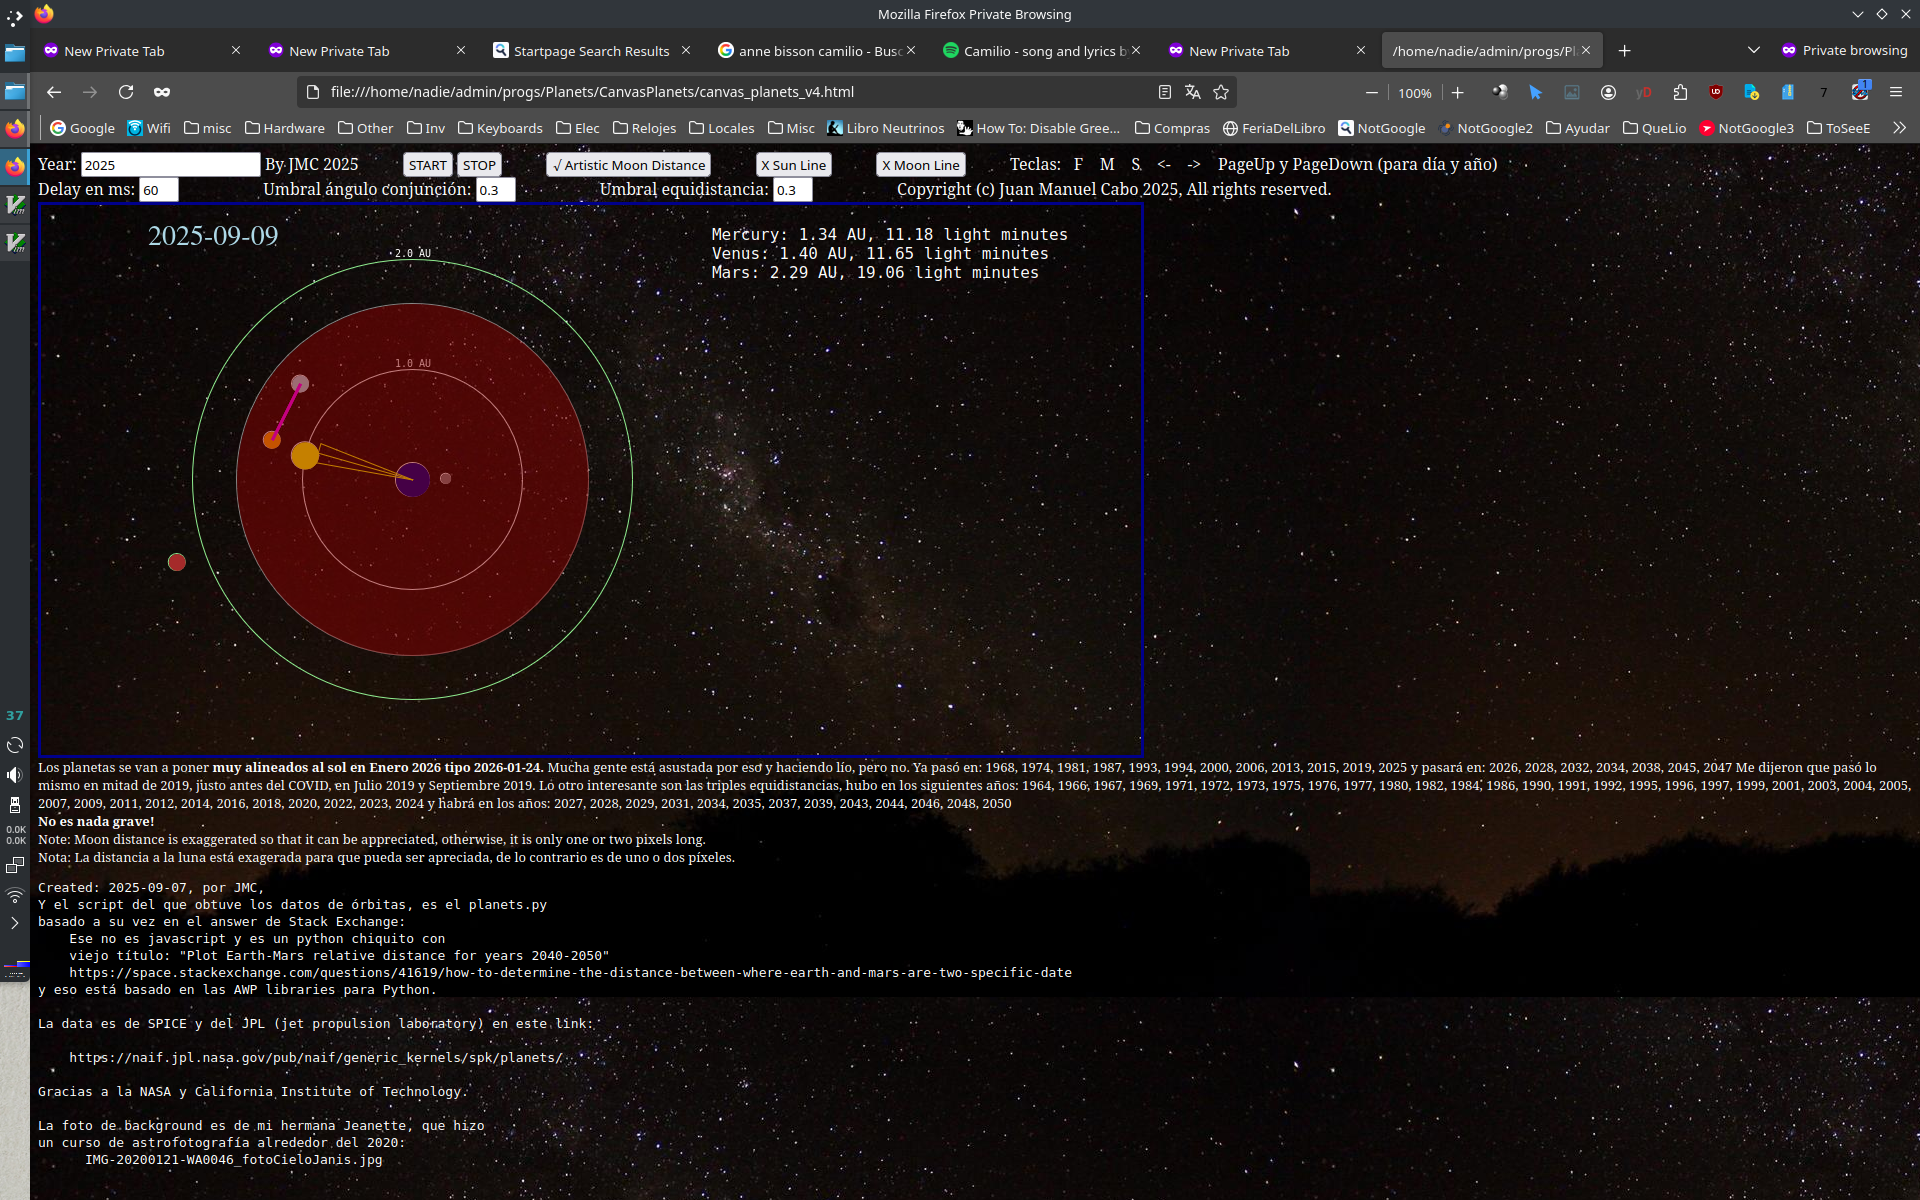 Mozilla Firefox Private Browsing
New Private Tab
New Private Tab
Startpage Search Results
anne bisson camilio - Busc
Camilio - song and lyrics b
New Private Tab
/home/nadie/admin/progs/Pl
Private browsing
file:///home/nadie/admin/progs/Planets/CanvasPlanets/canvas_planets_v4.html
100%
yD
7
1
Google
Wifi
misc
Hardware
Other
Inv
Keyboards
Elec
Relojes
Locales
Misc
Libro Neutrinos
How To: Disable Gree...
Compras
FeriaDelLibro
NotGoogle
NotGoogle2
Ayudar
QueLio
NotGoogle3
ToSeeE
Year: 2025 By JMC 2025 START STOP √ Artistic Moon Distance X Sun Line X Moon Line Teclas: F M S <- -> PageUp y PageDown (para día y año)
Delay en ms: 60 Umbral ángulo conjunción: 0.3 Umbral equidistancia: 0.3 Copyright (c) Juan Manuel Cabo 2025, All rights reserved.
2025-09-09
Mercury: 1.34 AU, 11.18 light minutes
Venus: 1.40 AU, 11.65 light minutes
Mars: 2.29 AU, 19.06 light minutes
2.0 AU
1.0 AU
Los planetas se van a poner muy alineados al sol en Enero 2026 tipo 2026-01-24. Mucha gente está asustada por eso y haciendo lío, pero no. Ya pasó en: 1968, 1974, 1981, 1987, 1993, 1994, 2000, 2006, 2013, 2015, 2019, 2025 y pasará en: 2026, 2028, 2032, 2034, 2038, 2045, 2047 Me dijeron que pasó lo
mismo en mitad de 2019, justo antes del COVID, en Julio 2019 y Septiembre 2019. Lo otro interesante son las triples equidistancias, hubo en los siguientes años: 1964, 1966, 1967, 1969, 1971, 1972, 1973, 1975, 1976, 1977, 1980, 1982, 1984, 1986, 1990, 1991, 1992, 1995, 1996, 1997, 1999, 2001, 2003, 2004, 2005,
2007, 2009, 2011, 2012, 2014, 2016, 2018, 2020, 2022, 2023, 2024 y habrá en los años: 2027, 2028, 2029, 2031, 2034, 2035, 2037, 2039, 2043, 2044, 2046, 2048, 2050
No es nada grave!
Note: Moon distance is exaggerated so that it can be appreciated, otherwise, it is only one or two pixels long.
Nota: La distancia a la luna está exagerada para que pueda ser apreciada, de lo contrario es de uno o dos píxeles.
Created: 2025-09-07, por JMC,
Y el script del que obtuve los datos de órbitas, es el planets.py
basado a su vez en el answer de Stack Exchange:
Ese no es javascript y es un python chiquito con
viejo título: "Plot Earth-Mars relative distance for years 2040-2050"
https://space.stackexchange.com/questions/41619/how-to-determine-the-distance-between-where-earth-and-mars-are-two-specific-date
y eso está basado en las AWP libraries para Python.
La data es de SPICE y del JPL (jet propulsion laboratory) en este link:
https://naif.jpl.nasa.gov/pub/naif/generic_kernels/spk/planets/
Gracias a la NASA y California Institute of Technology.
La foto de background es de mi hermana Jeanette, que hizo
un curso de astrofotografía alrededor del 2020:
IMG-20200121-WA0046_fotoCieloJanis.jpg
37
0.0K
0.0K